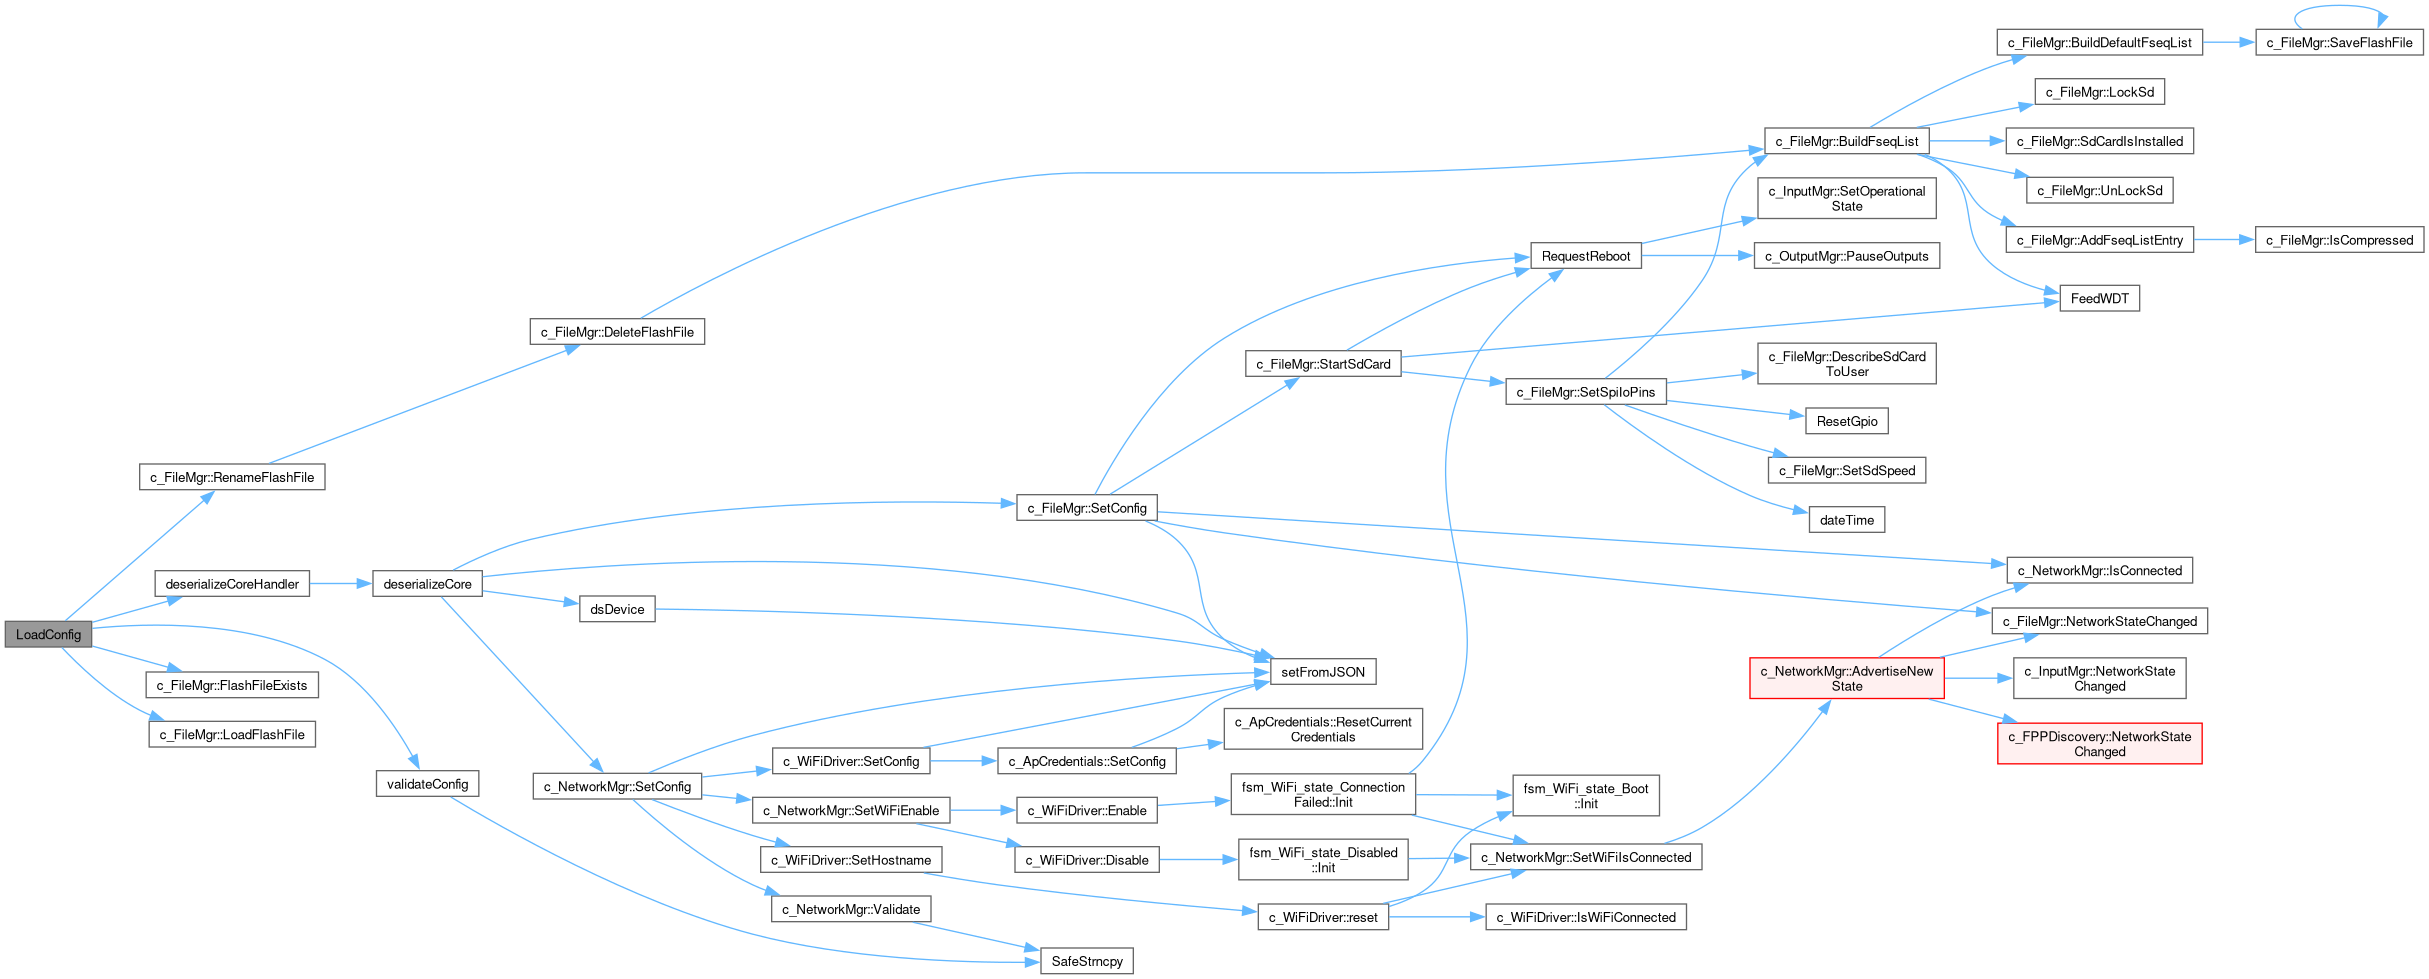 LoadConfig
c_FileMgr::RenameFlashFile
deserializeCoreHandler
c_FileMgr::FlashFileExists
c_FileMgr::LoadFlashFile
deserializeCore
validateConfig
c_FileMgr::DeleteFlashFile
dsDevice
c_NetworkMgr::SetConfig
c_WiFiDriver::SetConfig
c_NetworkMgr::SetWiFiEnable
c_WiFiDriver::SetHostname
c_NetworkMgr::Validate
c_FileMgr::SetConfig
c_ApCredentials::SetConfig
c_WiFiDriver::Enable
c_WiFiDriver::Disable
SafeStrncpy
c_FileMgr::StartSdCard
setFromJSON
c_ApCredentials::ResetCurrent
Credentials
fsm_WiFi_state_Connection
Failed::Init
fsm_WiFi_state_Disabled
::Init
c_WiFiDriver::reset
RequestReboot
c_FileMgr::SetSpiIoPins
fsm_WiFi_state_Boot
::Init
c_NetworkMgr::SetWiFiIsConnected
c_WiFiDriver::IsWiFiConnected
c_FileMgr::BuildFseqList
c_InputMgr::SetOperational
State
c_OutputMgr::PauseOutputs
c_FileMgr::DescribeSdCard
ToUser
ResetGpio
c_FileMgr::SetSdSpeed
dateTime
c_NetworkMgr::AdvertiseNew
State
c_FileMgr::BuildDefaultFseqList
c_FileMgr::LockSd
c_FileMgr::SdCardIsInstalled
c_FileMgr::UnLockSd
c_FileMgr::AddFseqListEntry
FeedWDT
c_NetworkMgr::IsConnected
c_FileMgr::NetworkStateChanged
c_InputMgr::NetworkState
Changed
c_FPPDiscovery::NetworkState
Changed
c_FileMgr::SaveFlashFile
c_FileMgr::IsCompressed